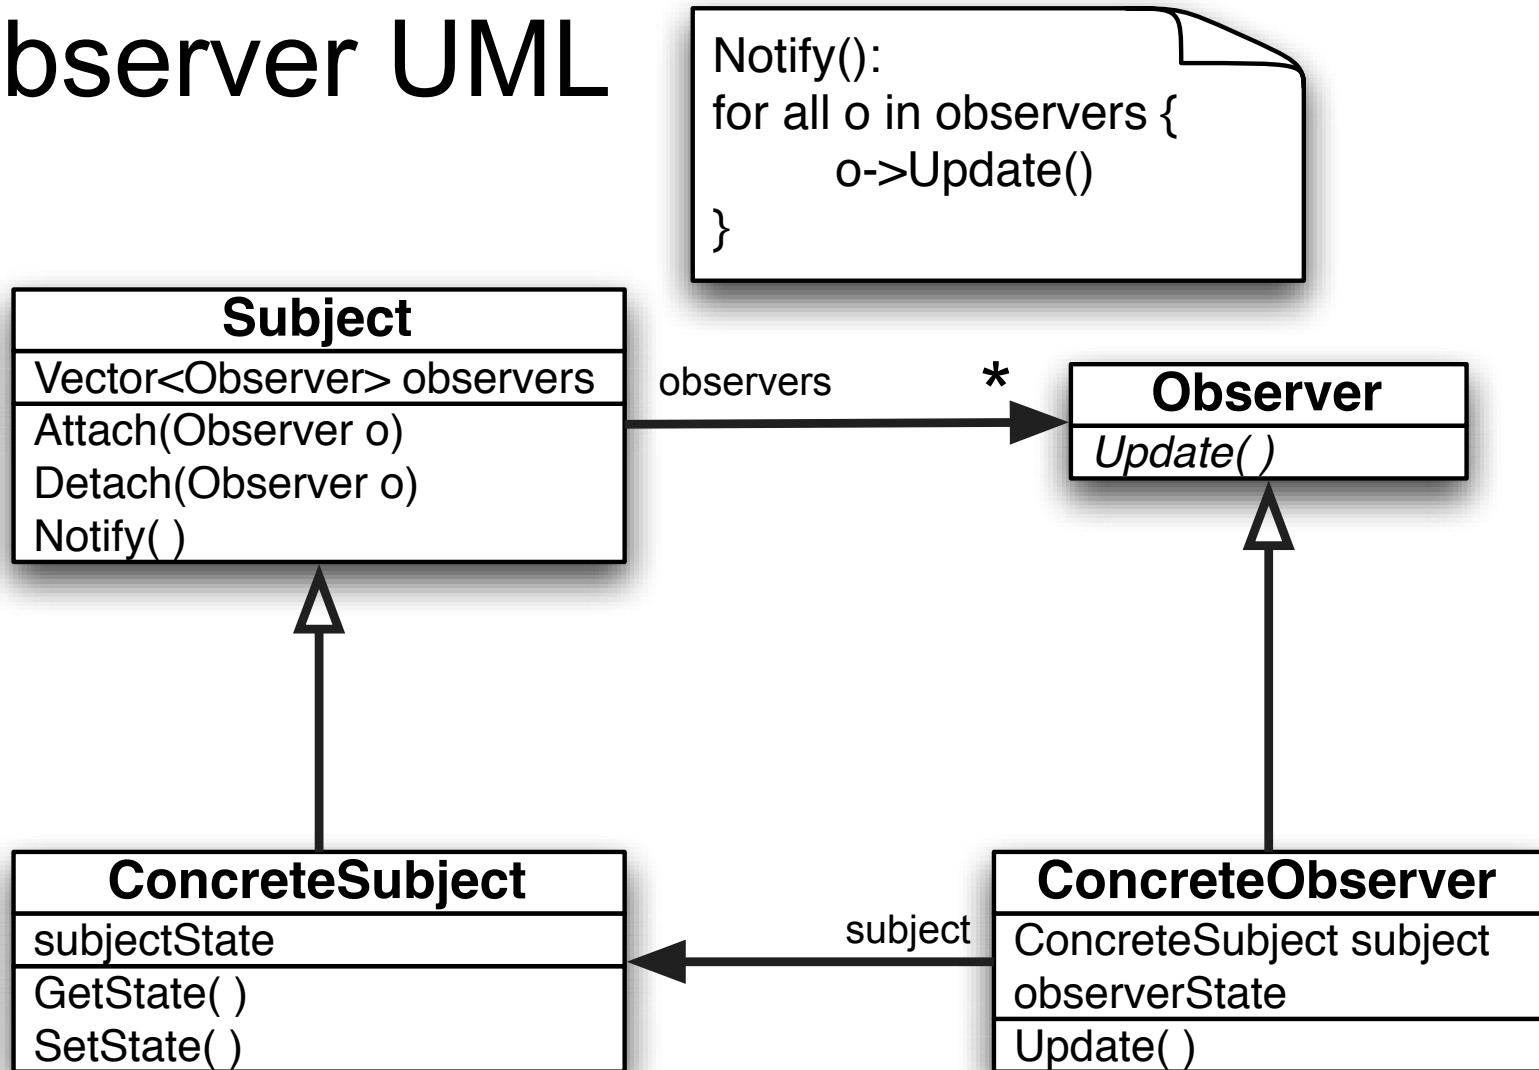 bserver UML
Notify():
for all o in observers {
o->Update()
}
Subject
Vector<Observer> observers
Attach(Observer o)
Detach(Observer o)
Notify( )
observers
*
Observer
Update( )
ConcreteSubject
subjectState
GetState( )
SetState( )
subject
ConcreteObserver
ConcreteSubject subject
observerState
Update( )